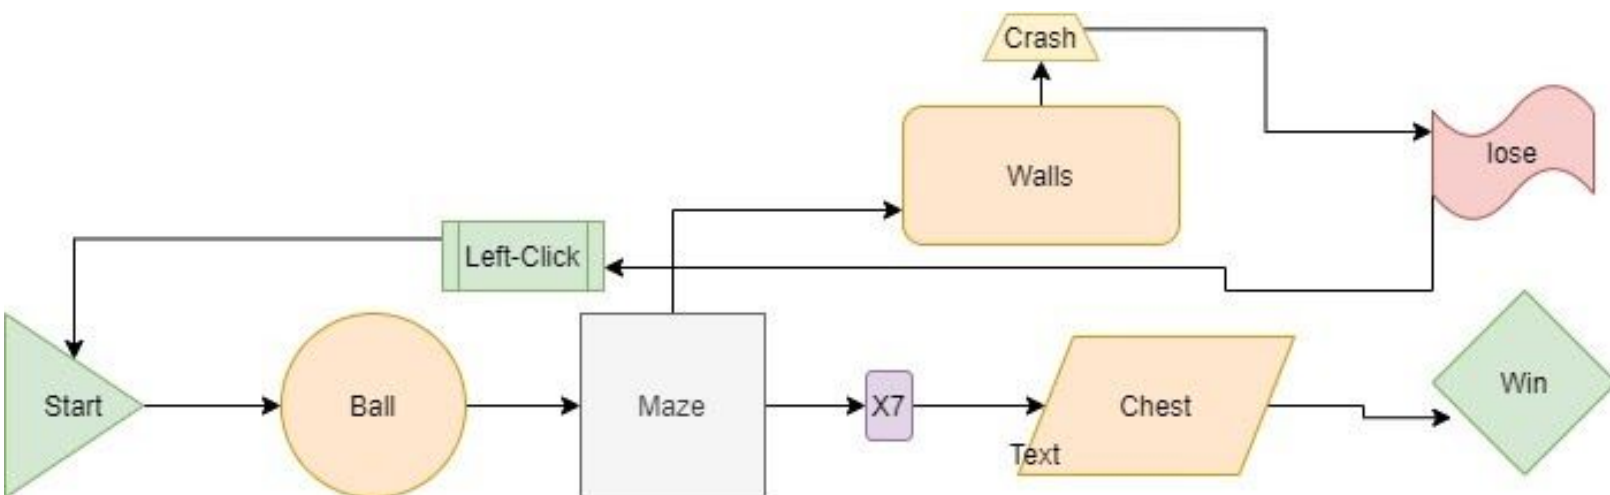 Crash
Walls
lose
Left-Click
Start
Ball
Maze
X7
Chest
Text
Win